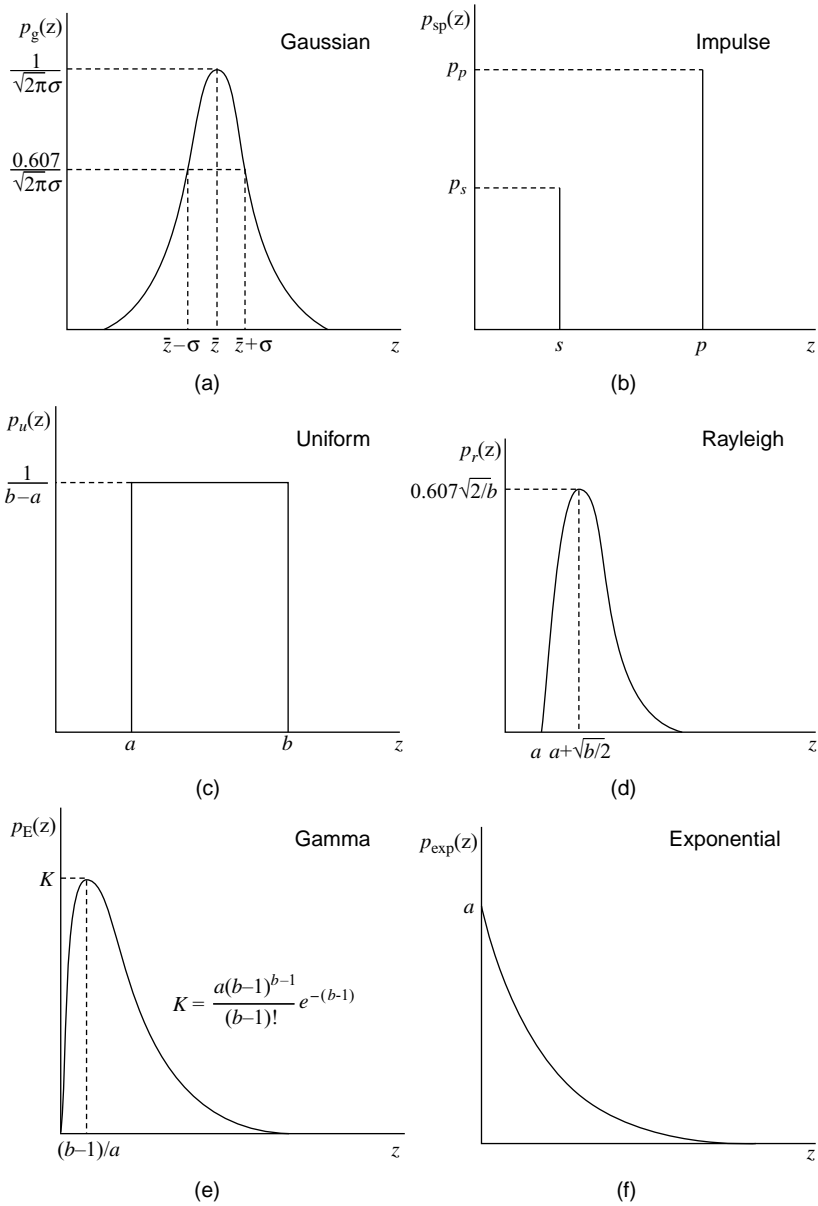 p_g(z)
Gaussian
1/√2πσ
0.607/√2πσ
z̄–σ z̄ z̄+σ z
(a)
p_sp(z)
Impulse
p_p
p_s
s p z
(b)
p_u(z)
Uniform
1/b–a
a b z
(c)
p_r(z)
Rayleigh
0.607√2/b
a a+√b/2 z
(d)
p_E(z)
Gamma
K
K = a(b–1)^b–1/(b–1)! e^–(b-1)
(b–1)/a z
(e)
p_exp(z)
Exponential
a
z
(f)